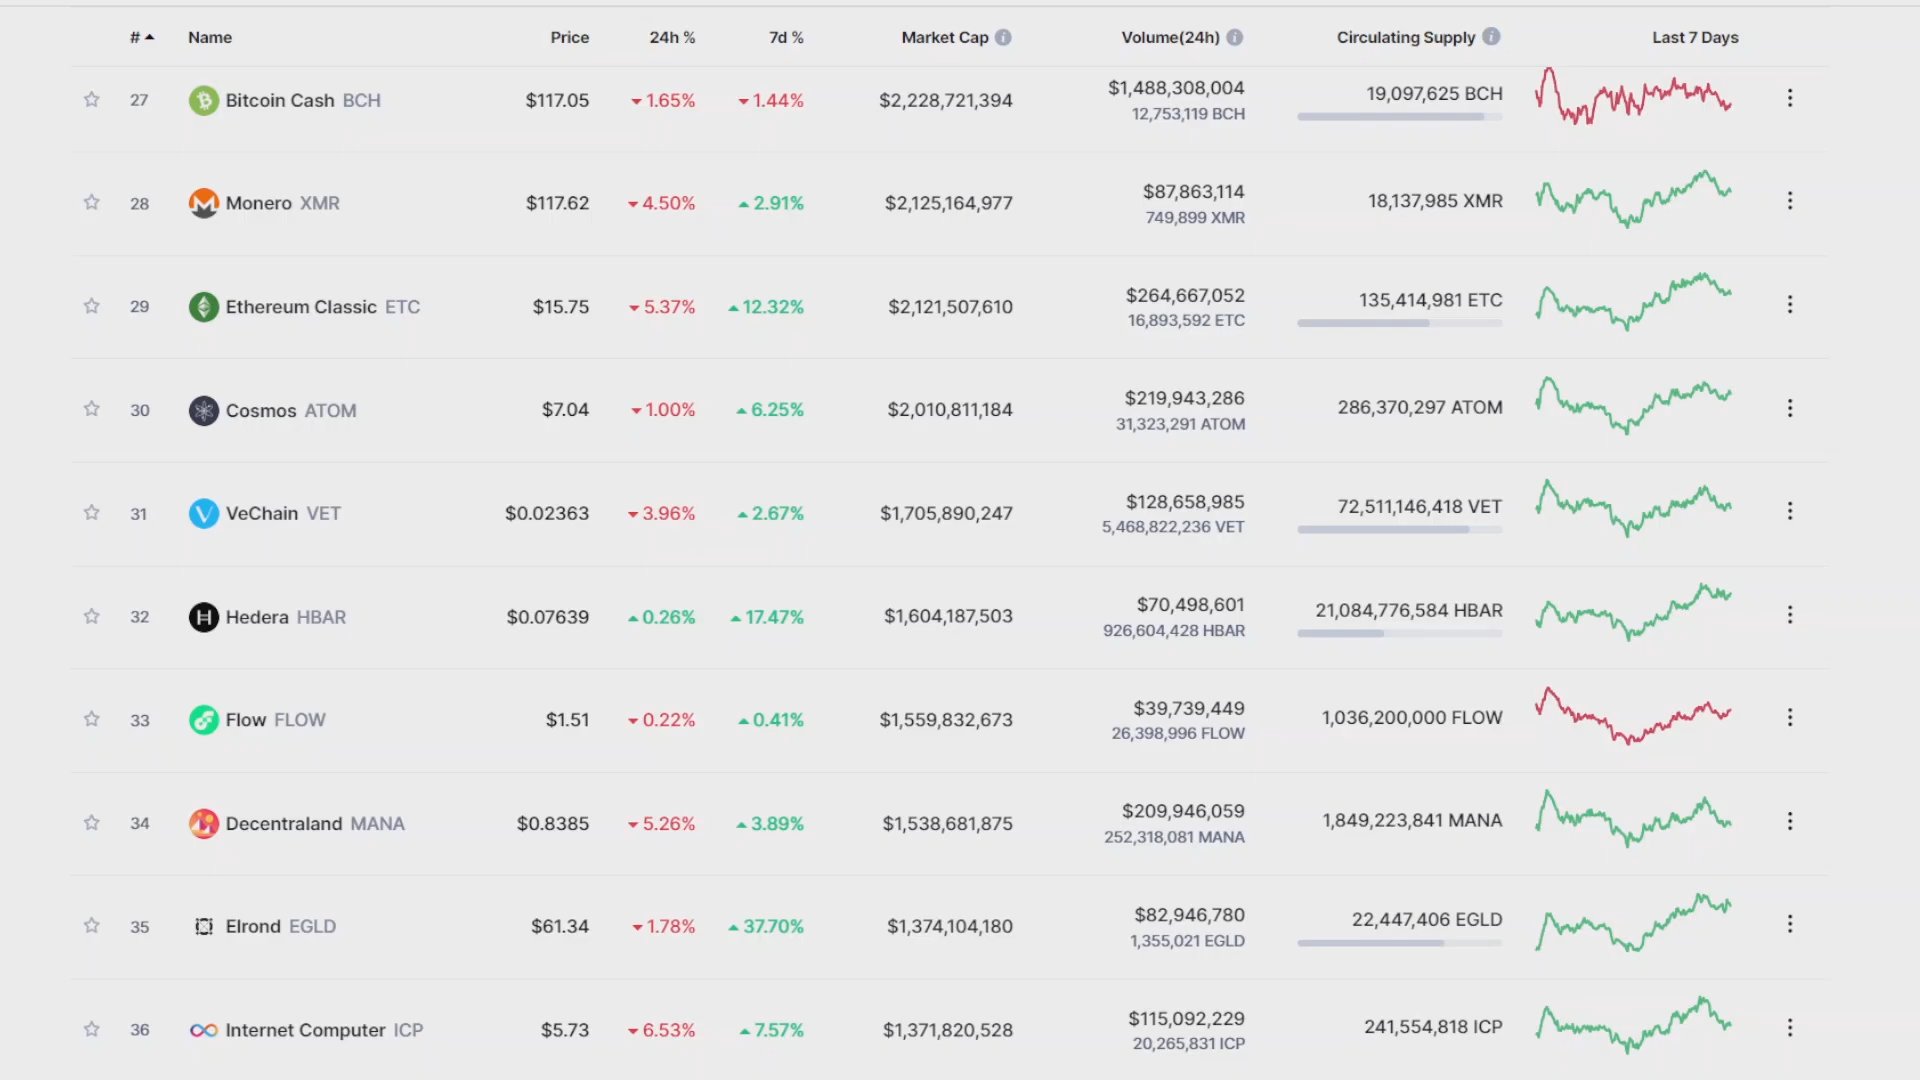 # Name Price 24h % 7d % Market Cap Volume(24h) Circulating Supply Last 7 Days
27 Bitcoin Cash BCH $117.05 1.65% 1.44% $2,228,721,394 $1,488,308,004 19,097,625 BCH
12,753,119 BCH
28 Monero XMR $117.62 4.50% 2.91% $2,125,164,977 $87,863,114 18,137,985 XMR
749,899 XMR
29 Ethereum Classic ETC $15.75 5.37% 12.32% $2,121,507,610 $264,667,052 135,414,981 ETC
16,893,592 ETC
30 Cosmos ATOM $7.04 1.00% 6.25% $2,010,811,184 $219,943,286 286,370,297 ATOM
31,323,291 ATOM
31 VeChain VET $0.02363 3.96% 2.67% $1,705,890,247 $128,658,985 72,511,146,418 VET
5,468,822,236 VET
32 Hedera HBAR $0.07639 0.26% 17.47% $1,604,187,503 $70,498,601 21,084,776,584 HBAR
926,604,428 HBAR
33 Flow FLOW $1.51 0.22% 0.41% $1,559,832,673 $39,739,449 1,036,200,000 FLOW
26,398,996 FLOW
34 Decentraland MANA $0.8385 5.26% 3.89% $1,538,681,875 $209,946,059 1,849,223,841 MANA
252,318,081 MANA
35 Elrond EGLD $61.34 1.78% 37.70% $1,374,104,180 $82,946,780 22,447,406 EGLD
1,355,021 EGLD
36 Internet Computer ICP $5.73 6.53% 7.57% $1,371,820,528 $115,092,229 241,554,818 ICP
20,265,831 ICP